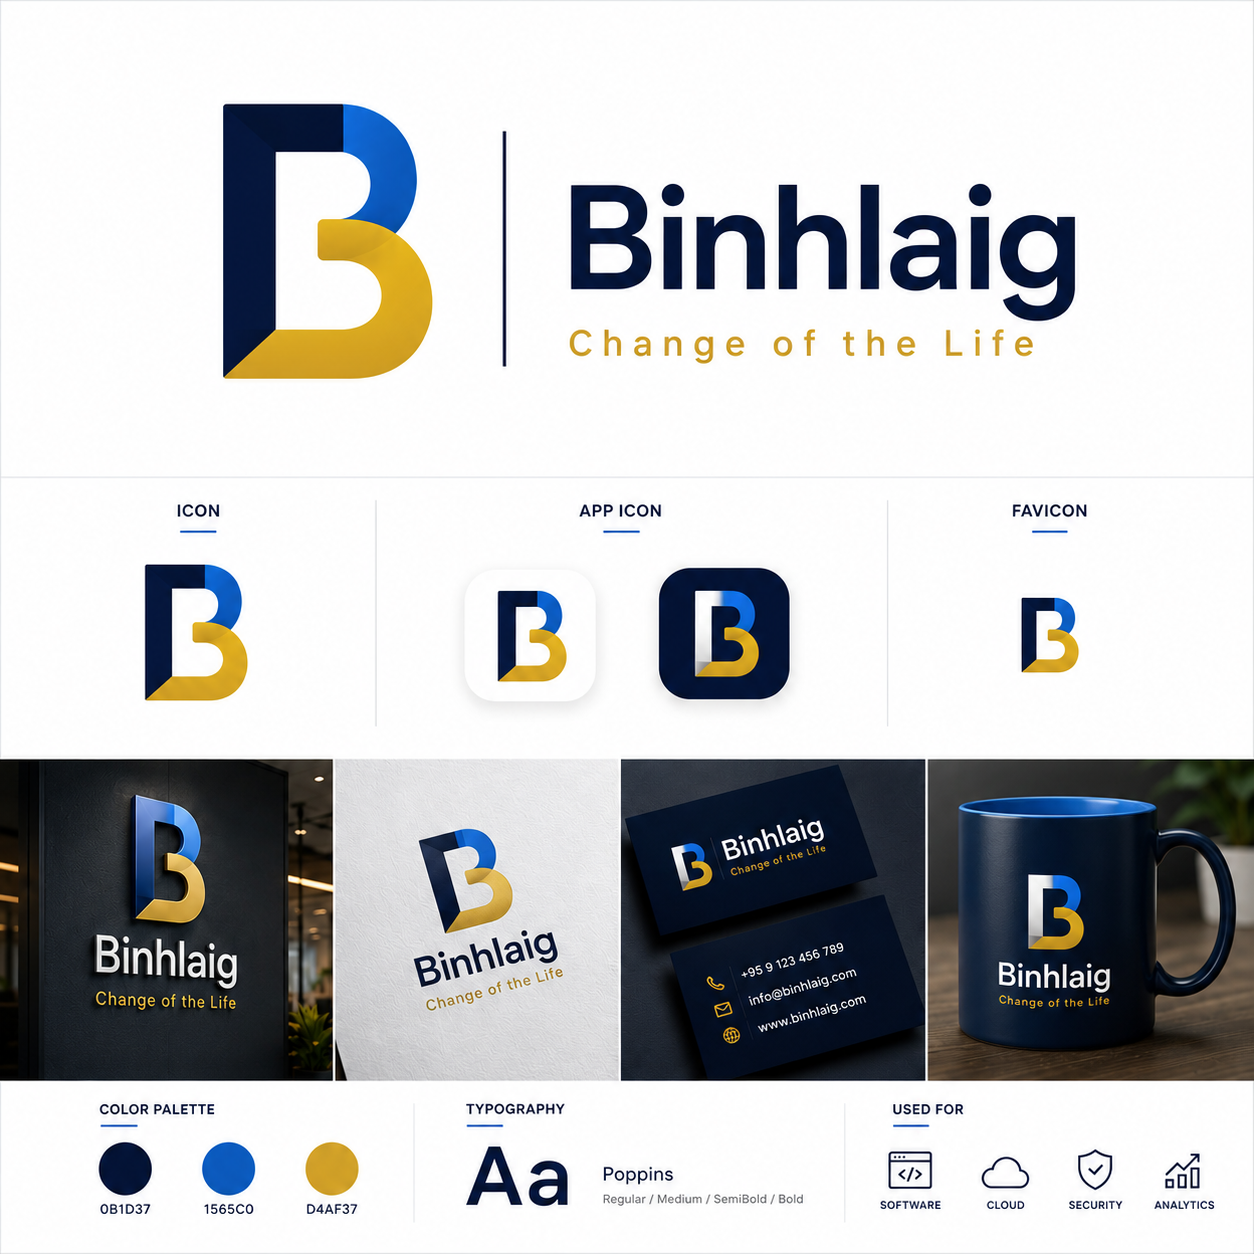 Binhlaig
Change of the Life
ICON
APP ICON
FAVICON
Binhlaig
Change of the Life
Binhlaig
Change of the Life
Binhlaig
Change of the Life
+95 9 123 456 789
info@binhlaig.com
www.binhlaig.com
Binhlaig
Change of the Life
COLOR PALETTE
0B1D37
1565C0
D4AF37
TYPOGRAPHY
Aa
Poppins
Regular / Medium / SemiBold / Bold
USED FOR
SOFTWARE
CLOUD
SECURITY
ANALYTICS